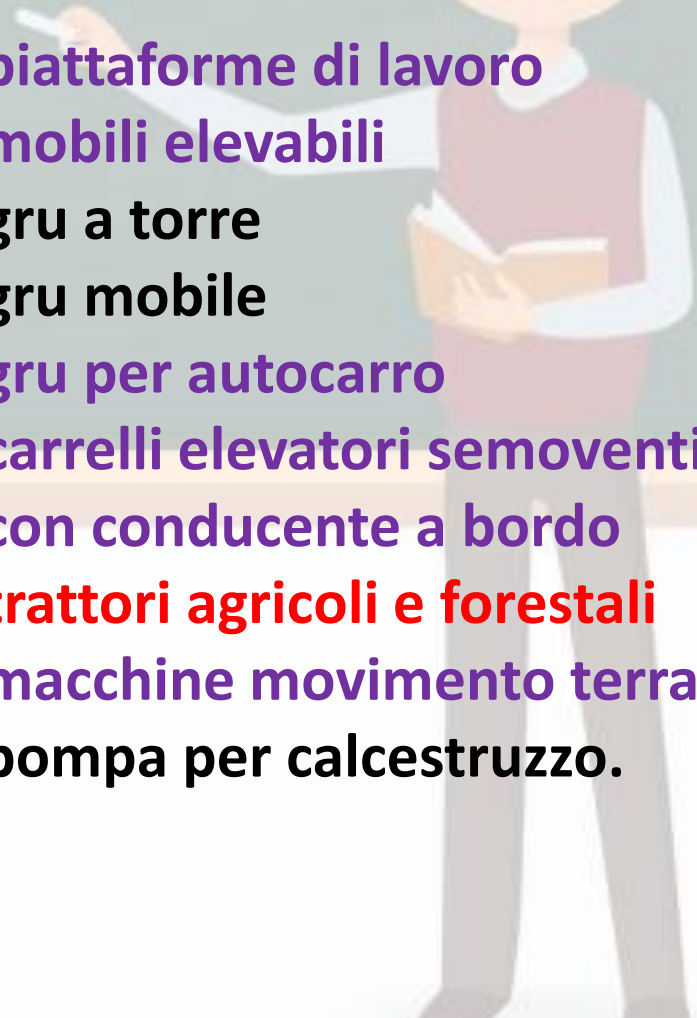 piattaforme di lavoro
mobili elevabili
gru a torre
gru mobile
gru per autocarro
carrelli elevatori semoventi
con conducente a bordo
trattori agricoli e forestali
macchine movimento terra
pompa per calcestruzzo.